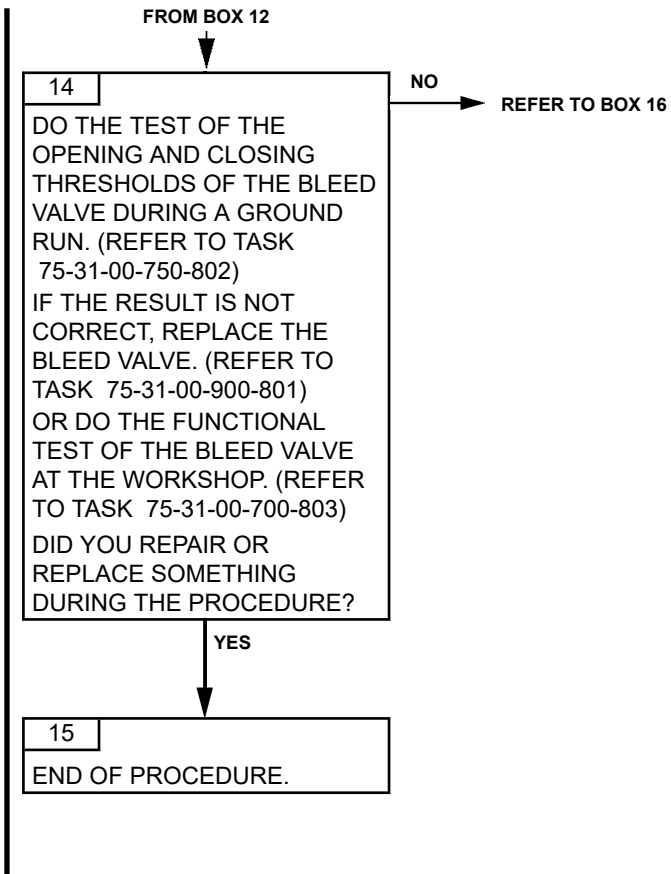 FROM BOX 12
14
NO
REFER TO BOX 16
DO THE TEST OF THE
OPENING AND CLOSING
THRESHOLDS OF THE BLEED
VALVE DURING A GROUND
RUN. (REFER TO TASK
75-31-00-750-802)
IF THE RESULT IS NOT
CORRECT, REPLACE THE
BLEED VALVE. (REFER TO
TASK 75-31-00-900-801)
OR DO THE FUNCTIONAL
TEST OF THE BLEED VALVE
AT THE WORKSHOP. (REFER
TO TASK 75-31-00-700-803)
DID YOU REPAIR OR
REPLACE SOMETHING
DURING THE PROCEDURE?
YES
15
END OF PROCEDURE.